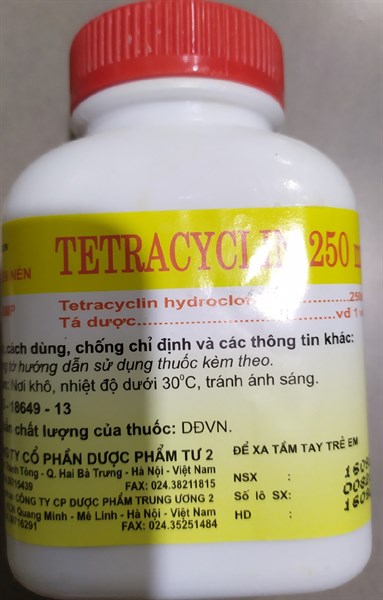 NÉN
TETRACYCLIN 250
Tetracyclin
Tá dược............vđ 1
cách dùng, chống chỉ định và các thông tin khác:
hướng dẫn sử dụng thuốc kèm theo.
Nơi khô, nhiệt độ dưới 30°C, tránh ánh sáng.
-18649 - 13
chất lượng của thuốc: DĐVN.
CỔ PHẦN DƯỢC PHẨM TƯ 2
Q. Hai Bà Trưng - Hà Nội - Việt Nam
FAX: 024.38211815
CÔNG TY CP DƯỢC PHẨM TRUNG ƯƠNG 2
Quang Minh - Mê Linh - Hà Nội - Việt Nam
FAX: 024.35251484
ĐỂ XA TẦM TAY TRẺ EM
NSX :
Số lô SX:
HD :